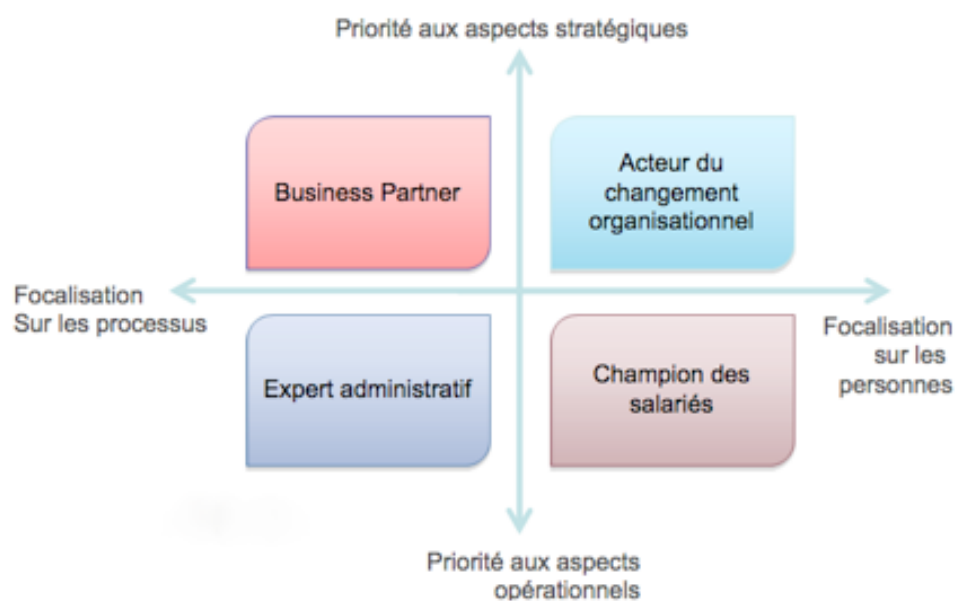 Priorité aux aspects stratégiques
Business Partner
Acteur du
changement
organisationnel
Focalisation
Sur les processus
Focalisation
sur les
personnes
Expert administratif
Champion des
salariés
Priorité aux aspects
opérationnels